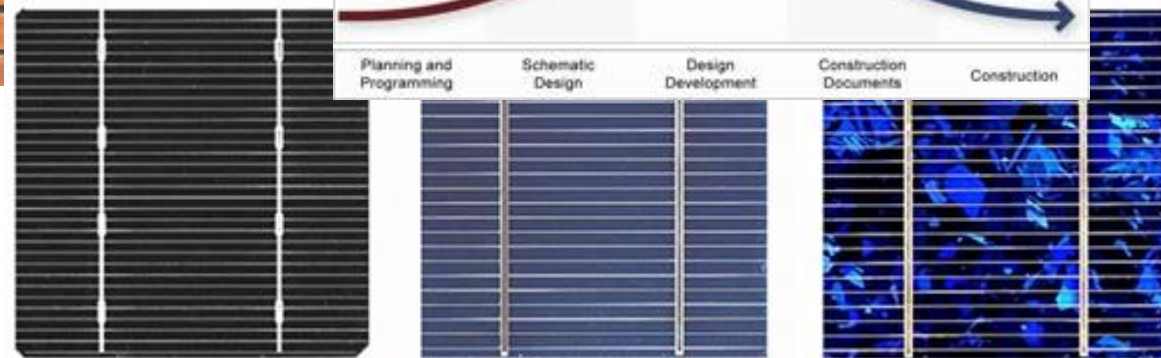 Planning and
Programming
Schematic
Design
Design
Development
Construction
Documents
Construction